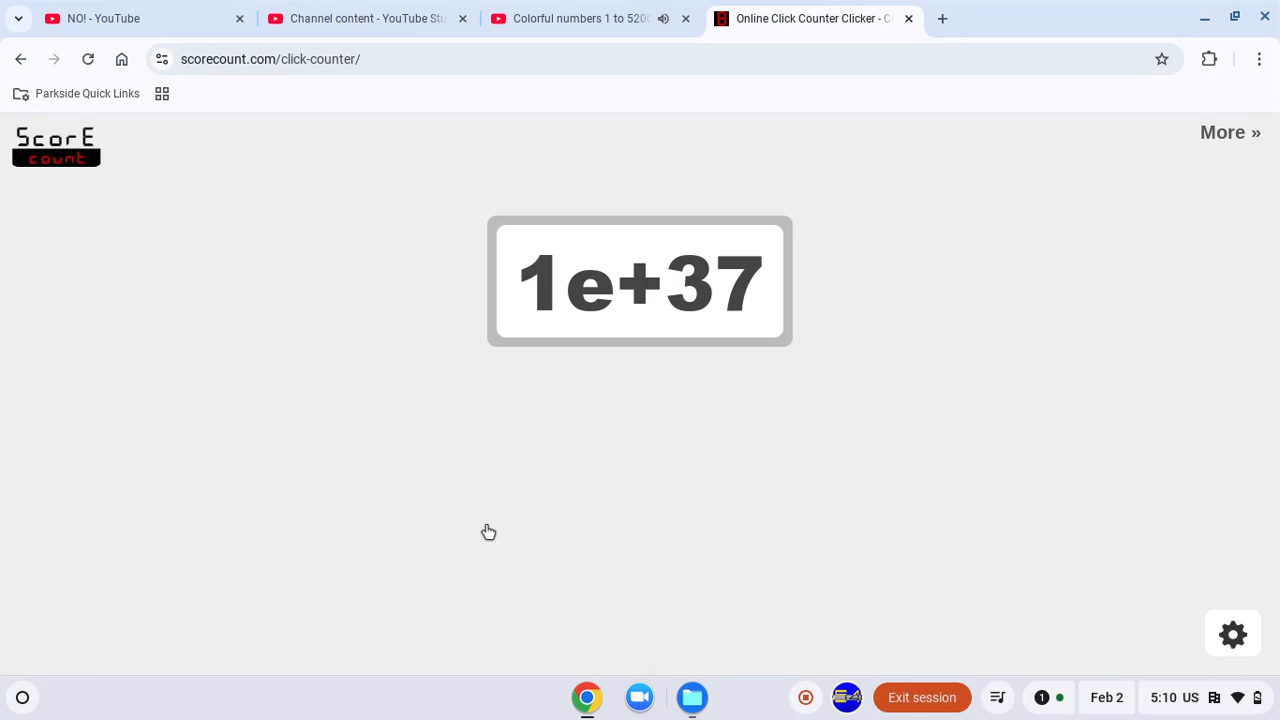 NO! - YouTube
Channel content - YouTube Stu
Colorful numbers 1 to 5200
Online Click Counter Clicker - C
scorecount.com/click-counter/
Parkside Quick Links
ScorE
count
More »
1e+37
Exit session
1
Feb 2
5:10 US